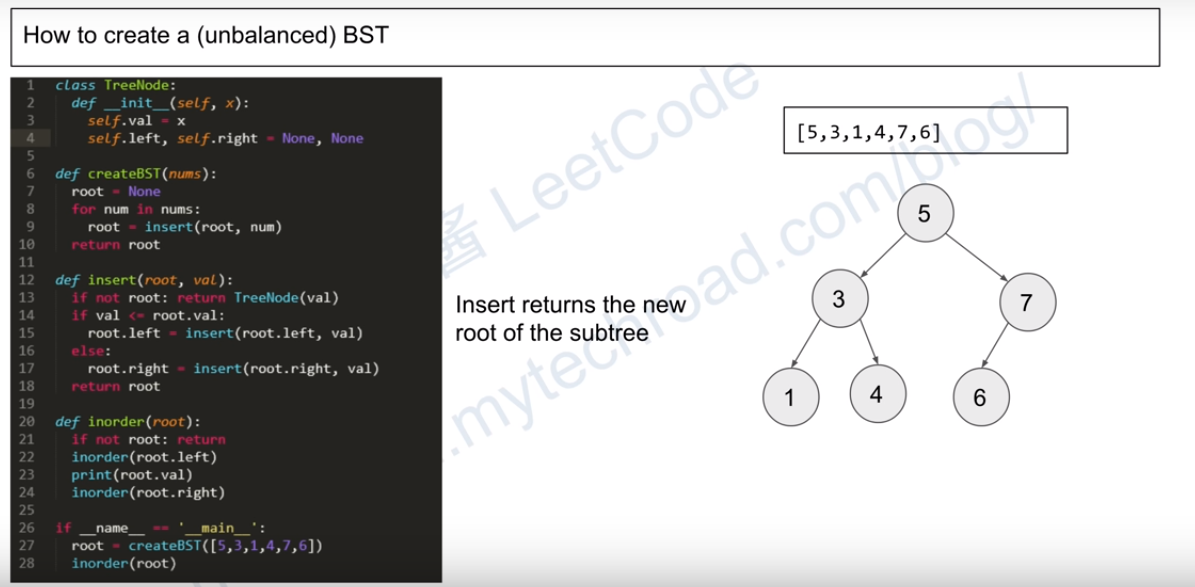 How to create a (unbalanced) BST
1 class TreeNode:
2 def __init__(self, x):
3 self.val = x
4 self.left, self.right = None, None
5
6 def createBST(nums):
7 root = None
8 for num in nums:
9 root = insert(root, num)
10 return root
11
12 def insert(root, val):
13 if not root: return TreeNode(val)
14 if val <= root.val:
15 root.left = insert(root.left, val)
16 else:
17 root.right = insert(root.right, val)
18 return root
19
20 def inorder(root):
21 if not root: return
22 inorder(root.left)
23 print(root.val)
24 inorder(root.right)
25
26 if __name__ == '__main__':
27 root = createBST([5,3,1,4,7,6])
28 inorder(root)
Insert returns the new
root of the subtree
[5,3,1,4,7,6]
5
3
7
1
4
6
酱 LeetCode
.mytechroad.com/blog/